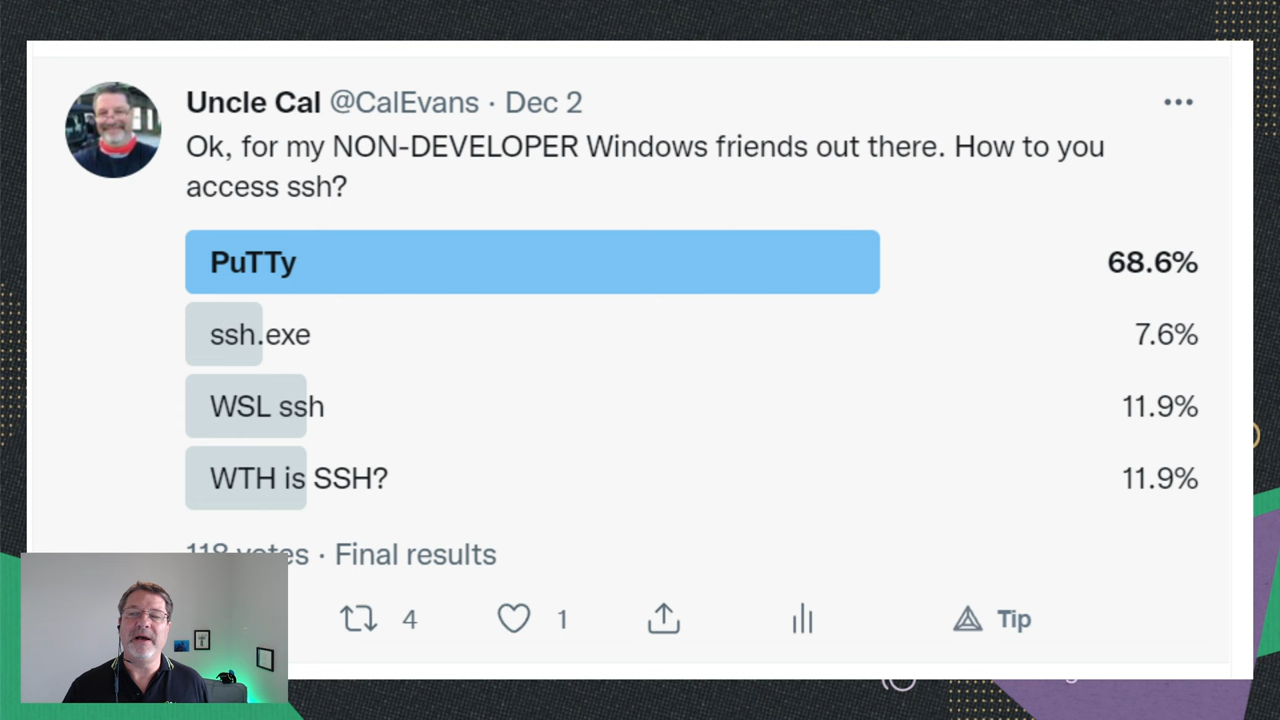 Uncle Cal @CalEvans · Dec 2
Ok, for my NON-DEVELOPER Windows friends out there. How to you
access ssh?
PuTTy 68.6%
ssh.exe 7.6%
WSL ssh 11.9%
WTH is SSH? 11.9%
118 votes · Final results
4 1 Tip